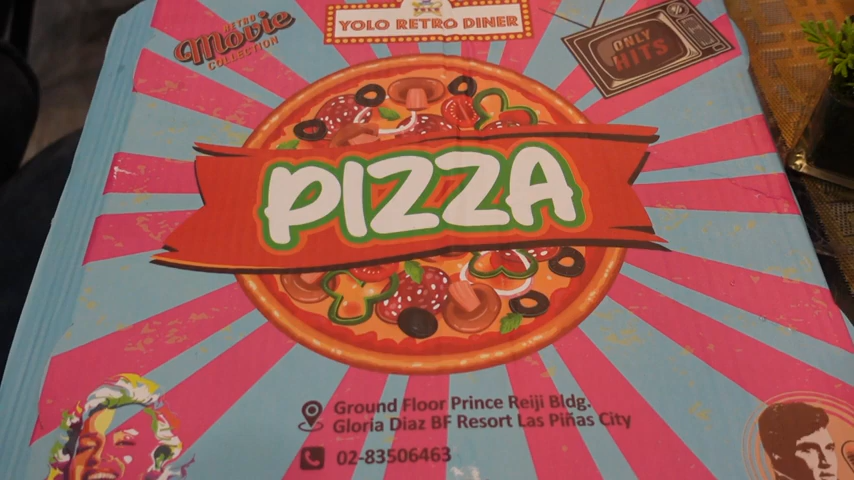 RETRO
Movie
COLLECTION
YOLO RETRO DINER
ONLY
HITS
PIZZA
Ground Floor Prince Reiji Bldg.
Gloria Diaz BF Resort Las Piñas City
02-83506463